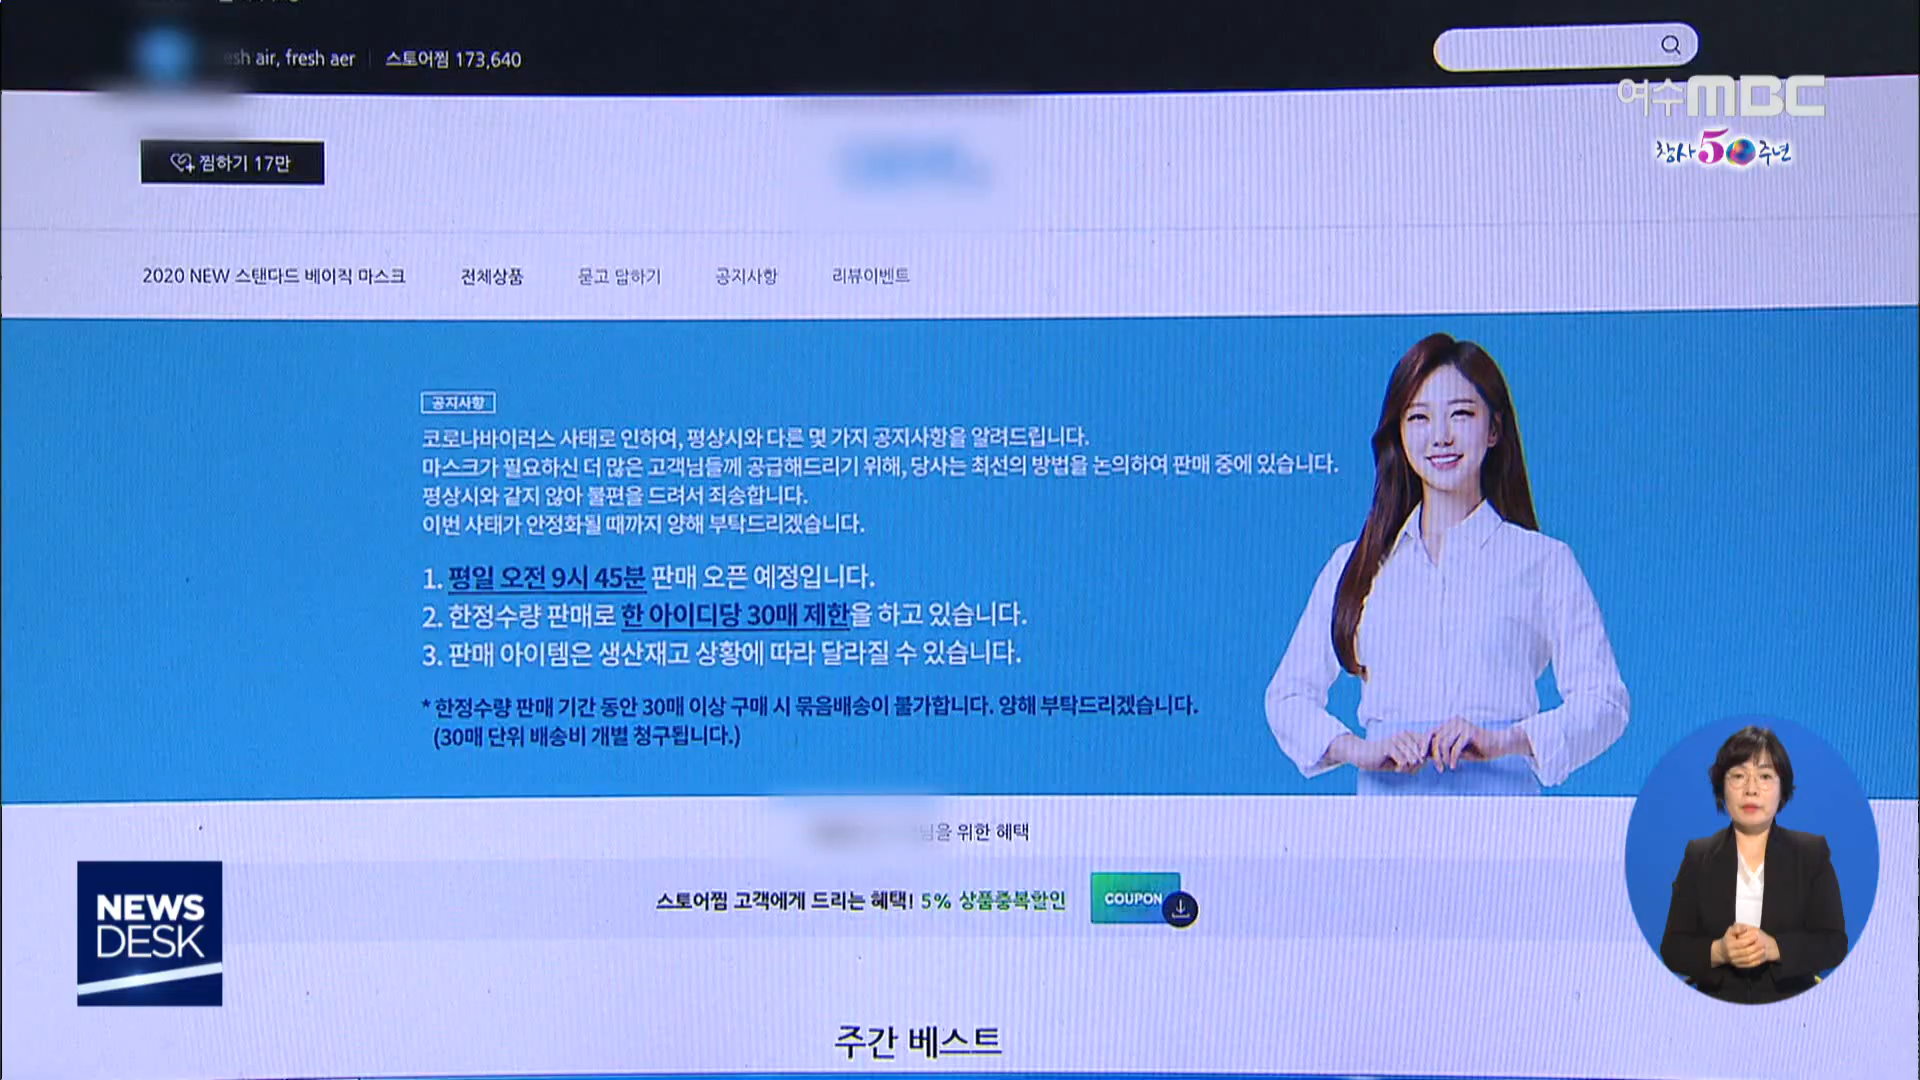 air, fresh aer
스토어찜 173,640
여수MBC
창사50주년
찜하기 17만
2020 NEW 스탠다드 베이직 마스크
전체상품
묻고 답하기
공지사항
리뷰이벤트
공지사항
코로나바이러스 사태로 인하여, 평상시와 다른 몇 가지 공지사항을 알려드립니다.
마스크가 필요하신 더 많은 고객님들께 공급해드리기 위해, 당사는 최선의 방법을 논의하여 판매 중에 있습니다.
평상시와 같지 않아 불편을 드려서 죄송합니다.
이번 사태가 안정화될 때까지 양해 부탁드리겠습니다.
1. 평일 오전 9시 45분 판매 오픈 예정입니다.
2. 한정수량 판매로 한 아이디당 30매 제한을 하고 있습니다.
3. 판매 아이템은 생산재고 상황에 따라 달라질 수 있습니다.
* 한정수량 판매 기간 동안 30매 이상 구매 시 묶음배송이 불가합니다. 양해 부탁드리겠습니다.
(30매 단위 배송비 개별 청구됩니다.)
위한 혜택
스토어찜 고객에게 드리는 혜택! 5% 상품중복할인
COUPON
NEWS
DESK
주간 베스트